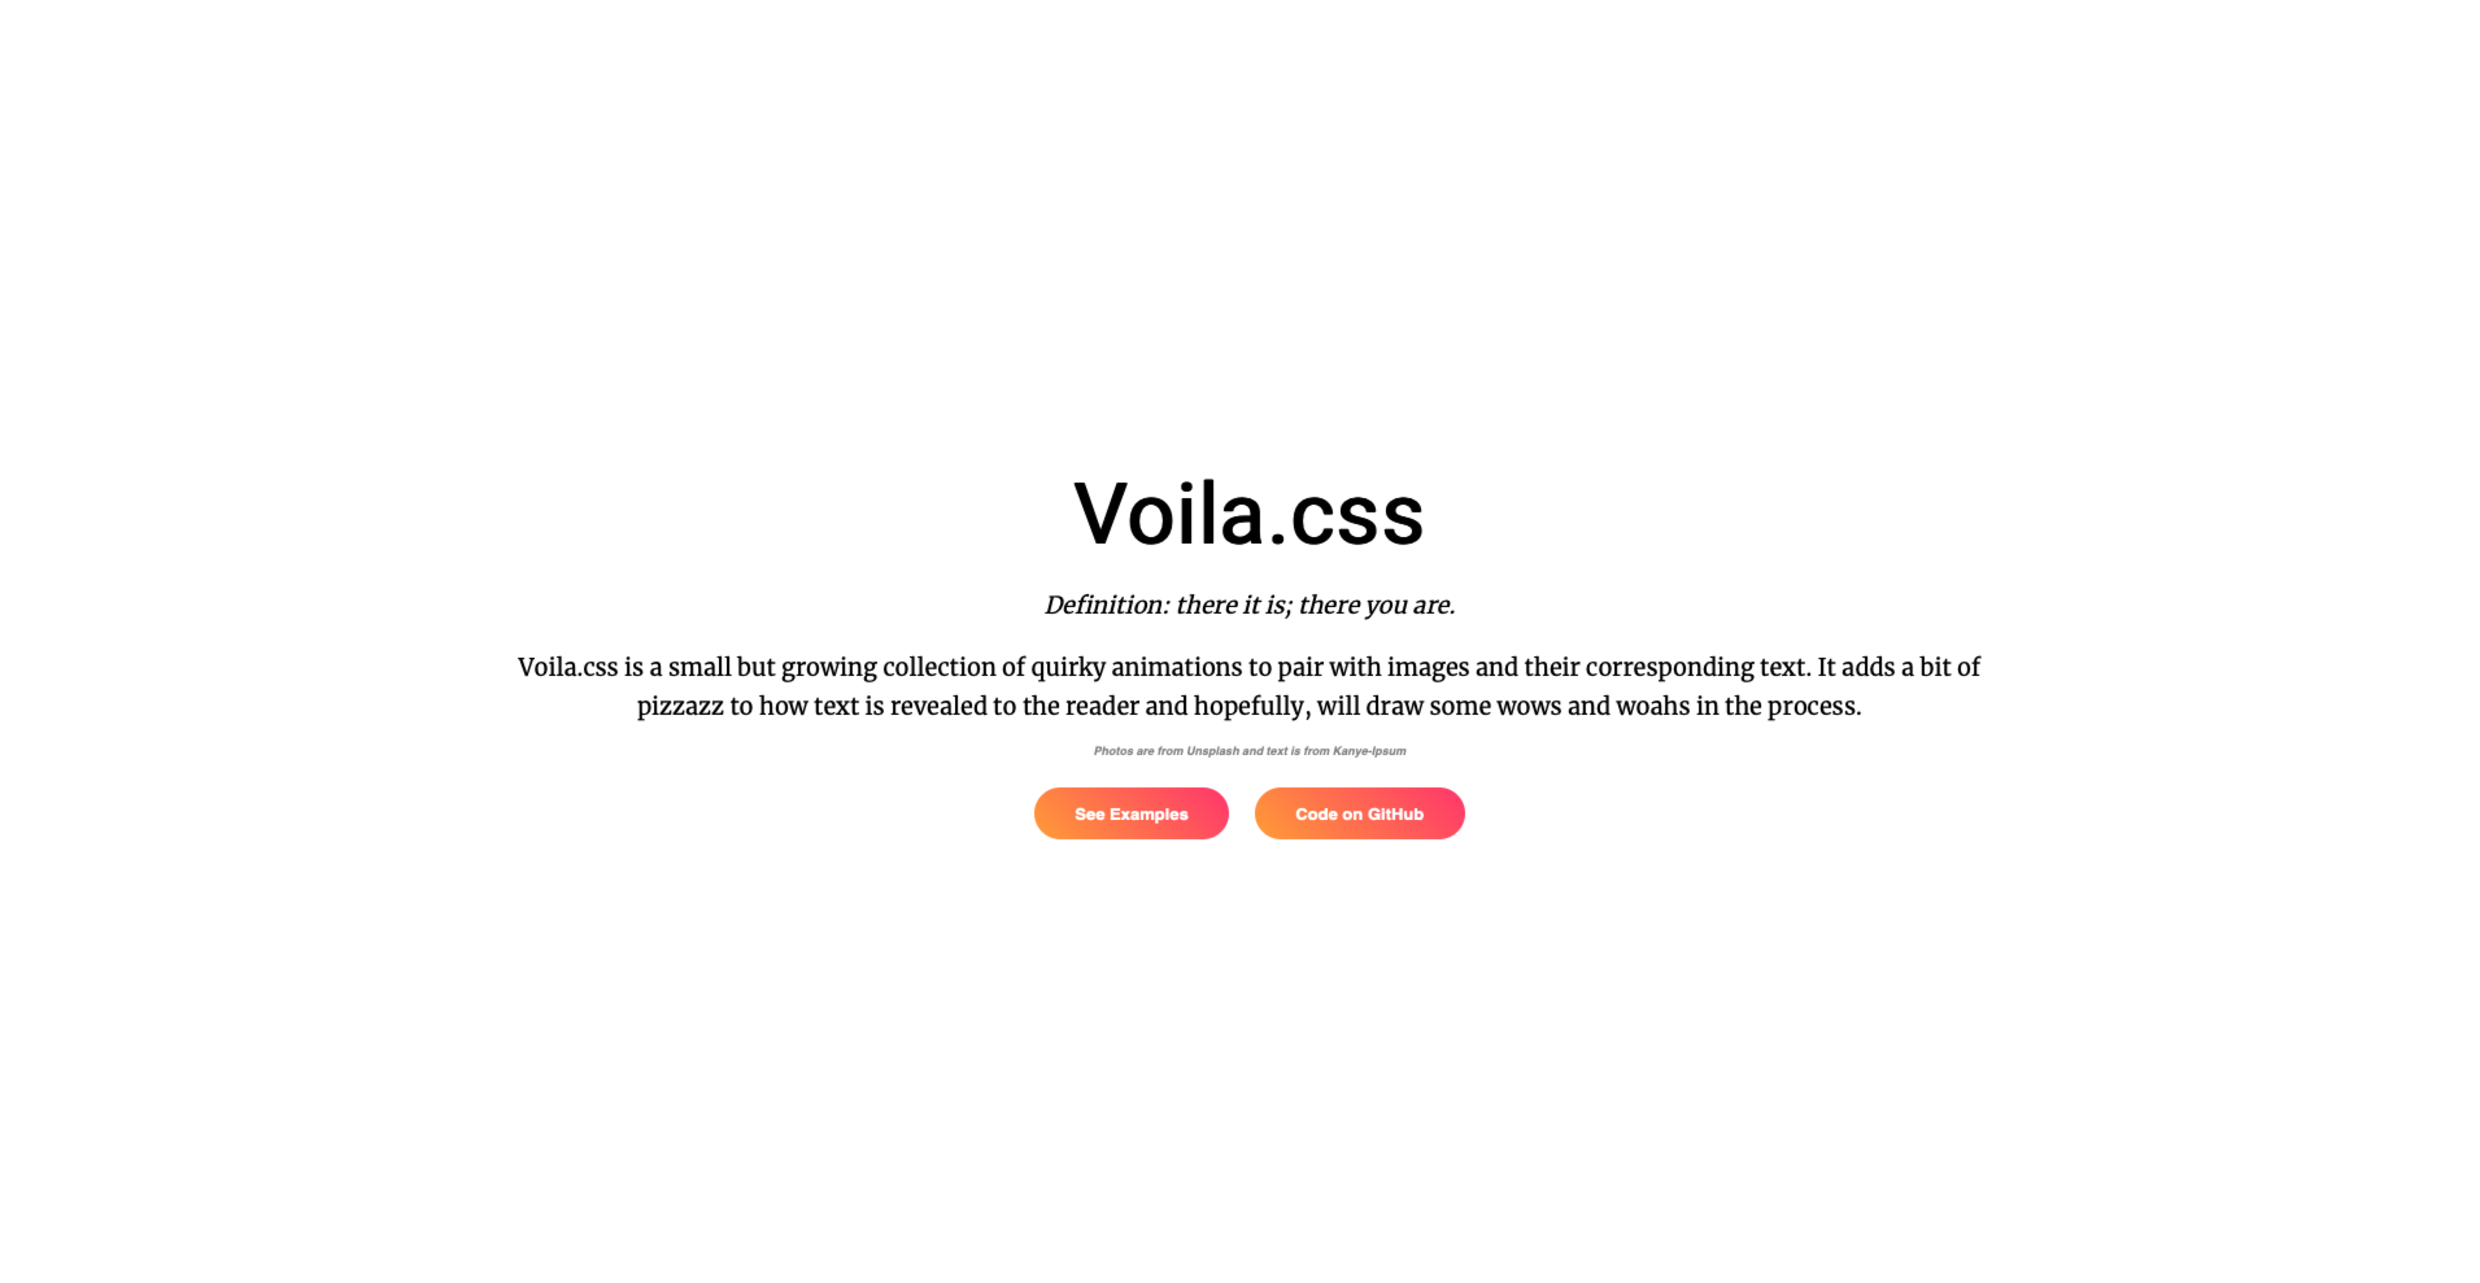 Voila.css
Definition: there it is; there you are.
Voila.css is a small but growing collection of quirky animations to pair with images and their corresponding text. It adds a bit of
pizzazz to how text is revealed to the reader and hopefully, will draw some wows and woahs in the process.
Photos are from Unsplash and text is from Kanye-Ipsum
See Examples
Code on GitHub